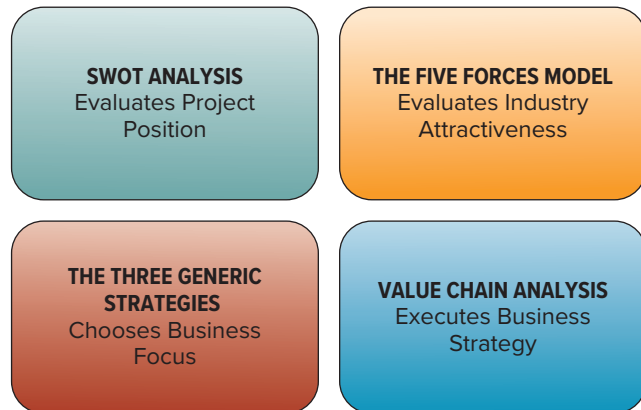 SWOT ANALYSIS
Evaluates Project
Position
THE FIVE FORCES MODEL
Evaluates Industry
Attractiveness
THE THREE GENERIC
STRATEGIES
Chooses Business
Focus
VALUE CHAIN ANALYSIS
Executes Business
Strategy